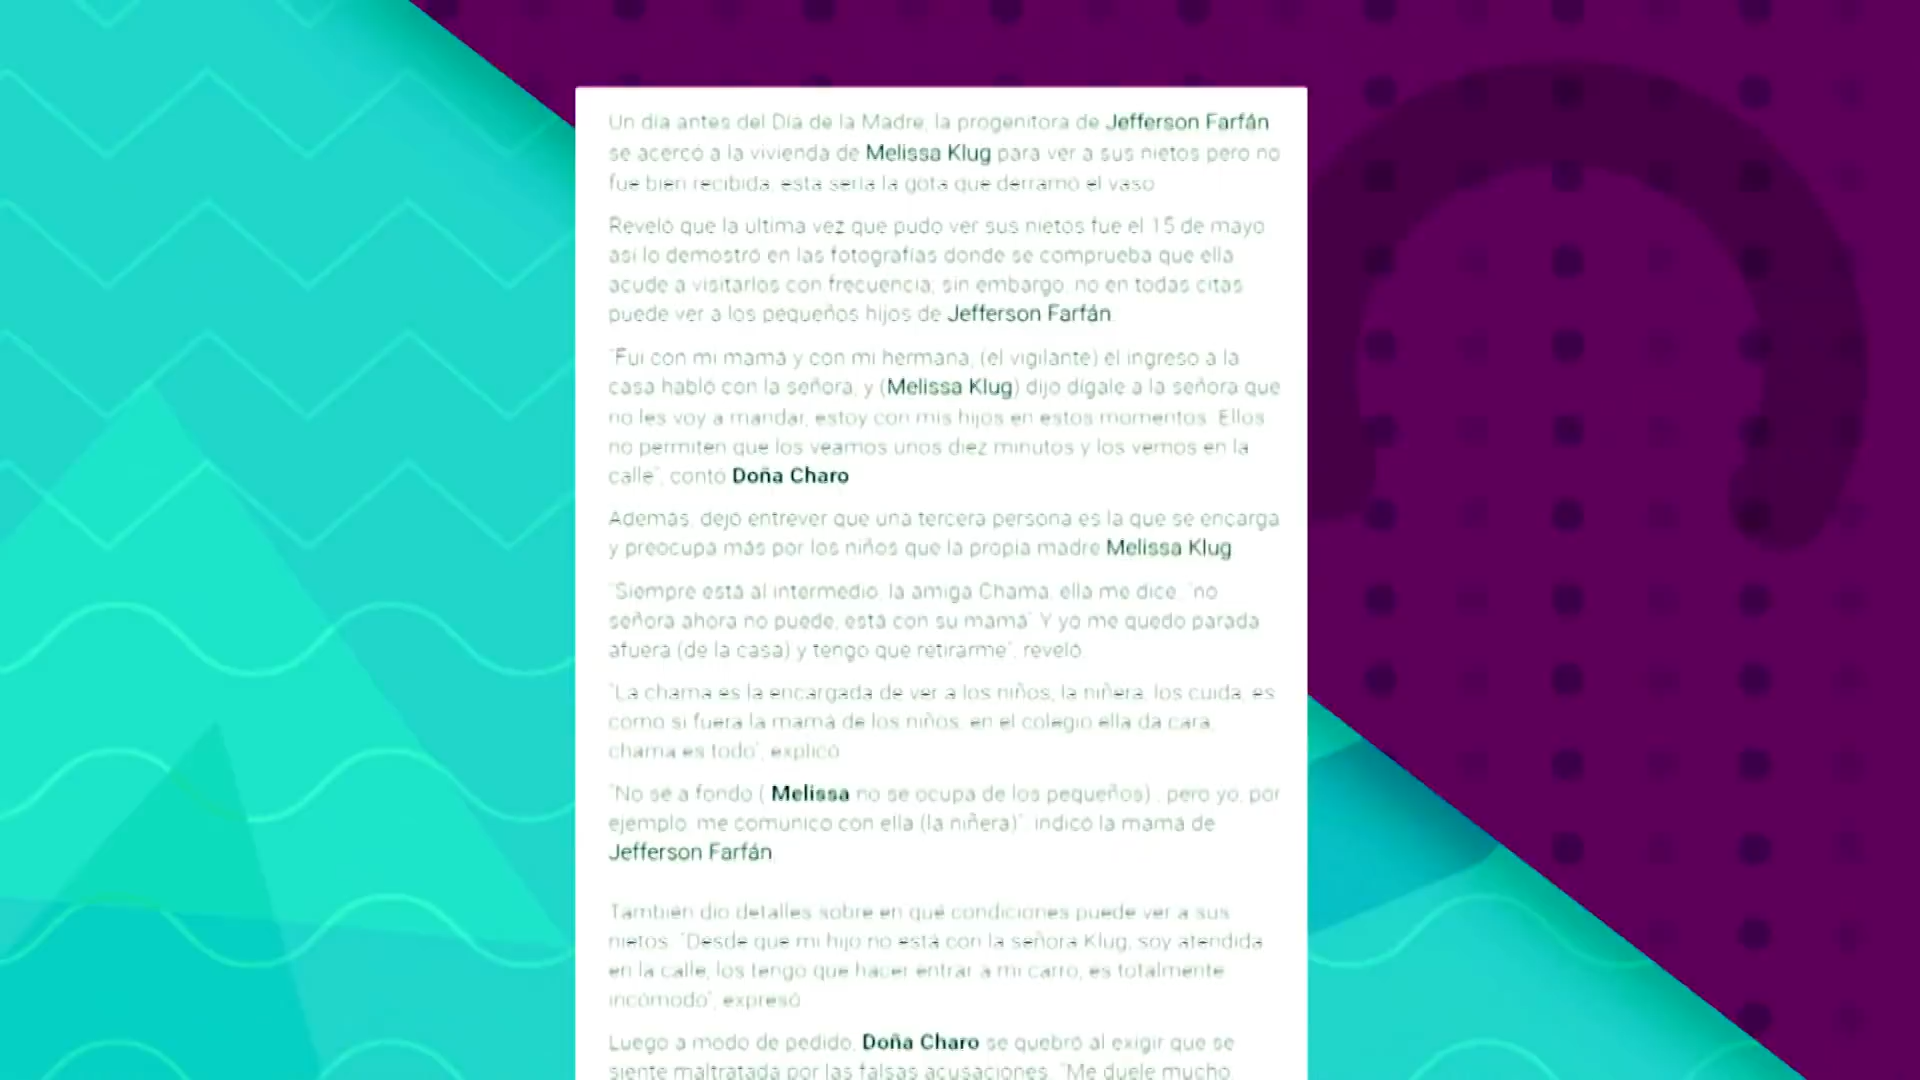 Un día antes del Día de la Madre, la progenitora de Jefferson Farfán
se acercó a la vivienda de Melissa Klug para ver a sus nietos pero no
fue bien recibida, esta sería la gota que derramó el vaso.
Reveló que la última vez que pudo ver sus nietos fue el 15 de mayo
así lo demostró en las fotografías donde se comprueba que ella
acude a visitarlos con frecuencia, sin embargo, no en todas citas
puede ver a los pequeños hijos de Jefferson Farfán.
"Fui con mi mamá y con mi hermana, (el vigilante) el ingreso a la
casa habló con la señora, y (Melissa Klug) dijo dígale a la señora que
no les voy a mandar, estoy con mis hijos en estos momentos. Ellos
no permiten que los veamos unos diez minutos y los vemos en la
calle", contó Doña Charo
Además, dejó entrever que una tercera persona es la que se encarga
y preocupa más por los niños que la propia madre Melissa Klug
"Siempre está al intermedio, la amiga Chama, ella me dice, "no
señora ahora no puede, está con su mamá" Y yo me quedo parada
afuera (de la casa) y tengo que retirarme", reveló.
"La chama es la encargada de ver a los niños, la niñera, los cuida, es
como si fuera la mamá de los niños, en el colegio ella da cara,
chama es todo", explicó
"No sé a fondo ( Melissa no se ocupa de los pequeños) , pero yo, por
ejemplo, me comunico con ella (la niñera)", indicó la mamá de
Jefferson Farfán
También dio detalles sobre en qué condiciones puede ver a sus
nietos. "Desde que mi hijo no está con la señora Klug, soy atendida
en la calle, los tengo que hacer entrar a mi carro, es totalmente
incómodo", expresó
Luego a modo de pedido, Doña Charo se quebró al exigir que se
siente maltratada por las falsas acusaciones. "Me duele mucho,